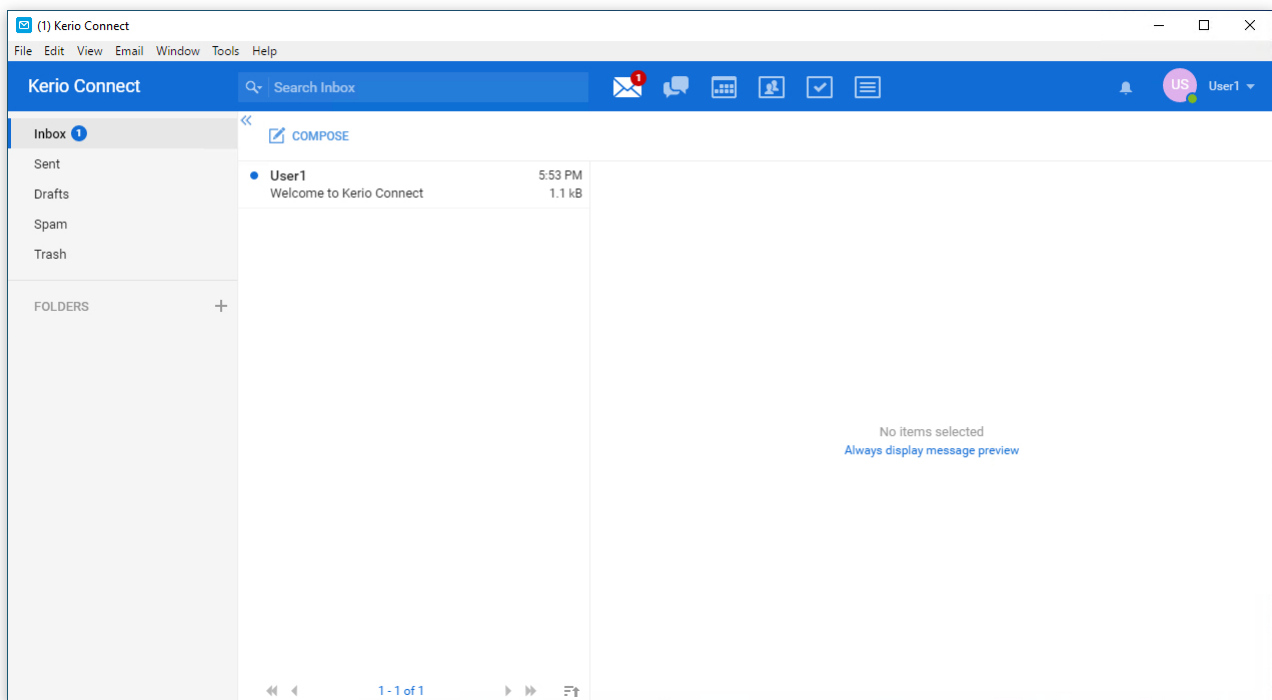 (1) Kerio Connect
File Edit View Email Window Tools Help
Kerio Connect
Search Inbox
1
US
User1
Inbox 1
Sent
Drafts
Spam
Trash
FOLDERS
COMPOSE
User1 5:53 PM
Welcome to Kerio Connect 1.1 kB
1 - 1 of 1
No items selected
Always display message preview